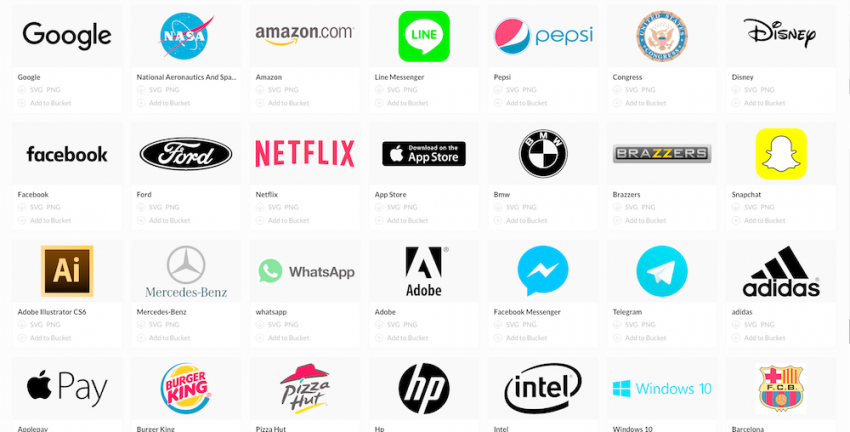 Google
NASA
amazon.com
LINE
pepsi
UNITED STATES CONGRESS
Disney
Google
National Aeronautics And Spa...
Amazon
Line Messenger
Pepsi
Congress
Disney
SVG PNG
SVG PNG
SVG PNG
SVG PNG
SVG PNG
SVG PNG
SVG PNG
Add to Bucket
Add to Bucket
Add to Bucket
Add to Bucket
Add to Bucket
Add to Bucket
Add to Bucket
facebook
Ford
NETFLIX
Download on the
App Store
BMW
BRAZZERS
Facebook
Ford
Netflix
App Store
Bmw
Brazzers
Snapchat
SVG PNG
SVG PNG
SVG PNG
SVG PNG
SVG PNG
SVG PNG
SVG PNG
Add to Bucket
Add to Bucket
Add to Bucket
Add to Bucket
Add to Bucket
Add to Bucket
Add to Bucket
Ai
Mercedes-Benz
WhatsApp
Adobe
adidas
Adobe Illustrator CS6
Mercedes-Benz
whatsapp
Adobe
Facebook Messenger
Telegram
adidas
SVG PNG
SVG PNG
SVG PNG
SVG PNG
SVG PNG
SVG PNG
SVG PNG
Add to Bucket
Add to Bucket
Add to Bucket
Add to Bucket
Add to Bucket
Add to Bucket
Add to Bucket
Pay
BURGER
KING
Pizza
Hut
hp
intel
Windows 10
F.C.B.
Applepay
Burger King
Pizza Hut
Hp
Intel
Windows 10
Barcelona